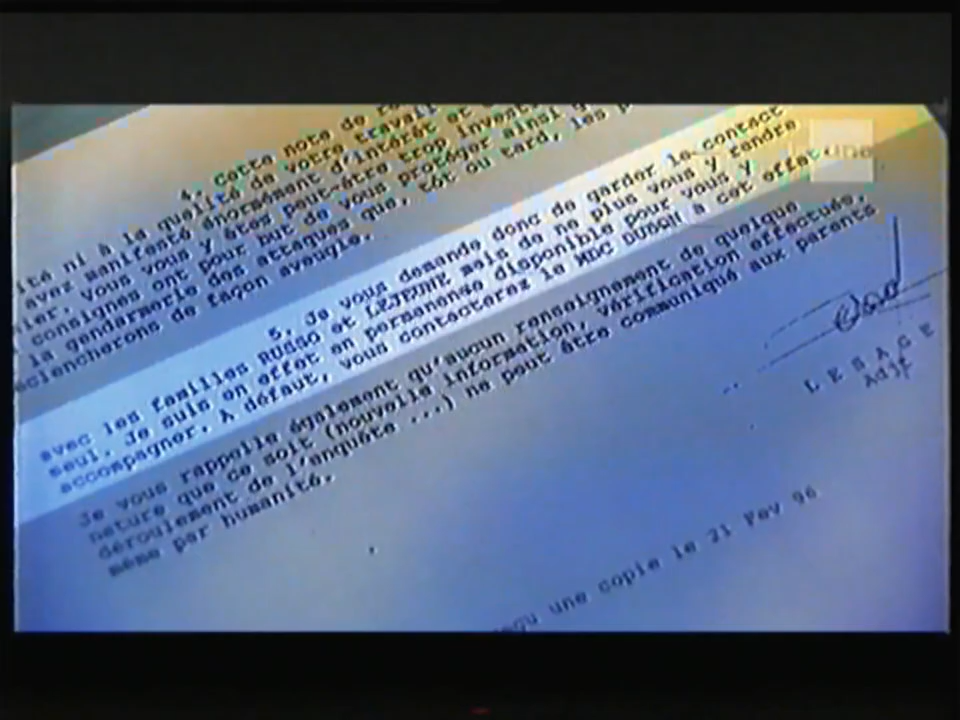 4. Cette note de
ité ni à la qualité de votre travail
avez manifesté énormément d'intérêt et
ier. Vous vous y êtes peut-être trop investi
consignes ont pour but de vous protéger ainsi
la gendarmerie des attaques que, tôt ou tard, les
éclencherons de façon aveugle.
5. Je vous demande donc de garder le contact
avec les familles RUSSO et LEJEUNE mais de ne plus vous y rendre
seul. Je suis en effet en permanense disponible pour vous y
accompagner. A défaut, vous contacterez le MDC DUSQU à cet effet.
Je vous rappelle également qu'aucun renseignement de quelque
nature que ce soit (nouvelle information, vérification effectuée,
déroulement de l'enquête ...) ne peut être communiqué aux parents
même par humanité.
L E S A G E
Adjt
eçu une copie le 21 Fev 96